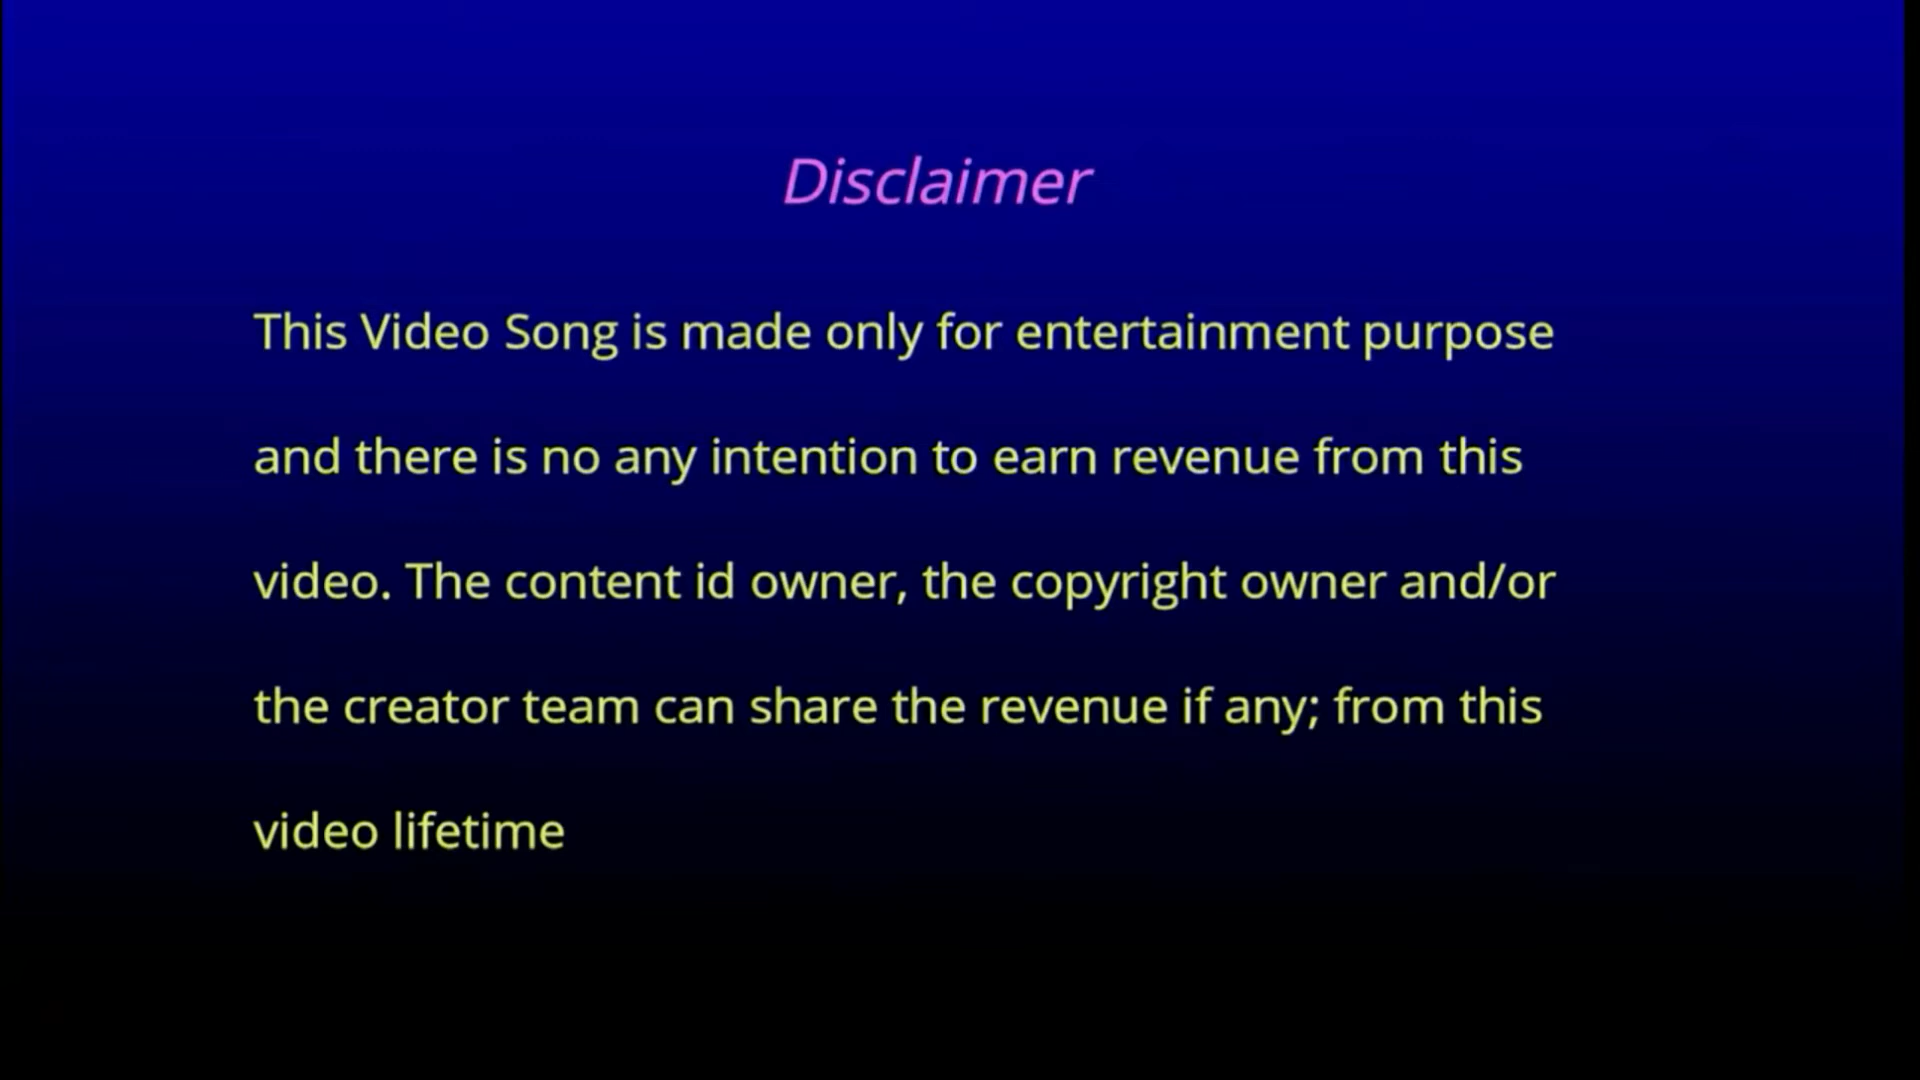 Disclaimer
This Video Song is made only for entertainment purpose
and there is no any intention to earn revenue from this
video. The content id owner, the copyright owner and/or
the creator team can share the revenue if any; from this
video lifetime